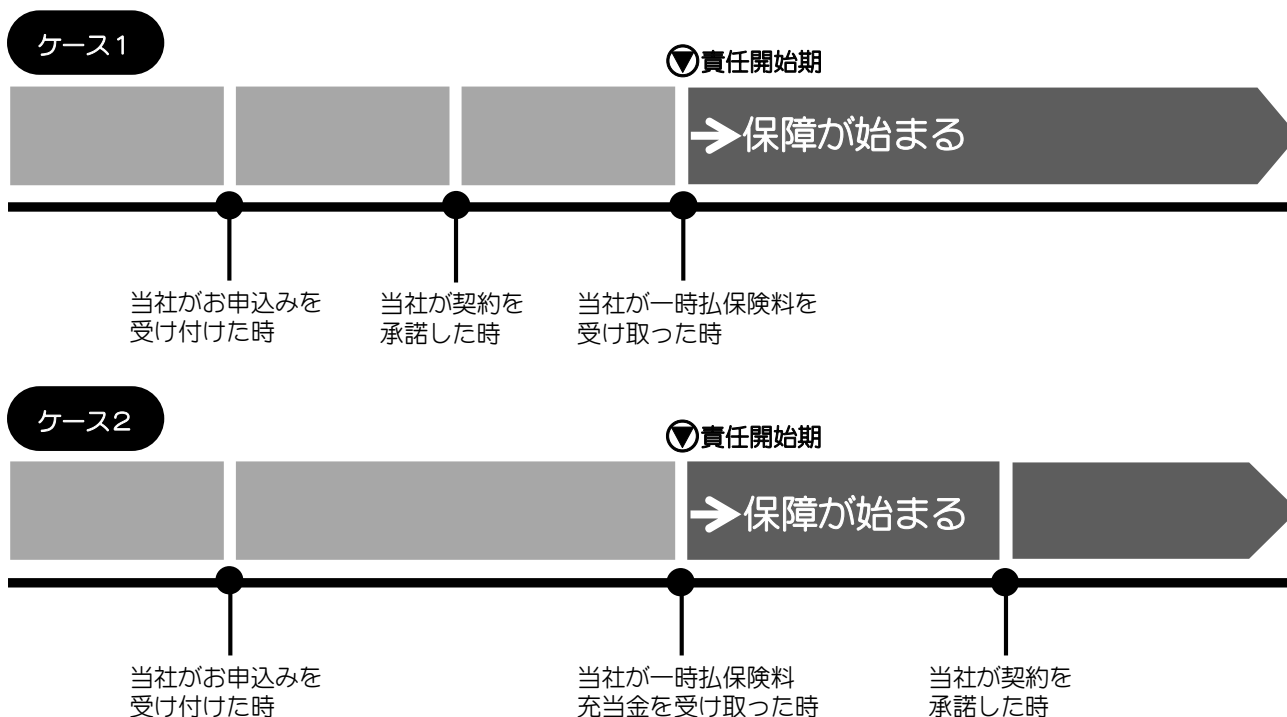 ケース1
責任開始期
保障が始まる
当社がお申込みを
受け付けた時
当社が契約を
承諾した時
当社が一時払保険料を
受け取った時
ケース2
責任開始期
保障が始まる
当社がお申込みを
受け付けた時
当社が一時払保険料
充当金を受け取った時
当社が契約を
承諾した時